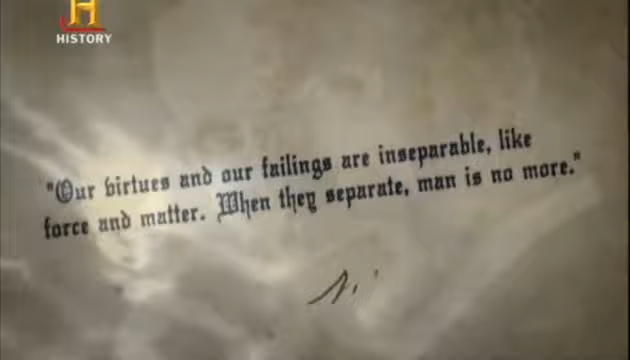 HISTORY
"Our virtues and our failings are inseparable, like
force and matter. When they separate, man is no more."